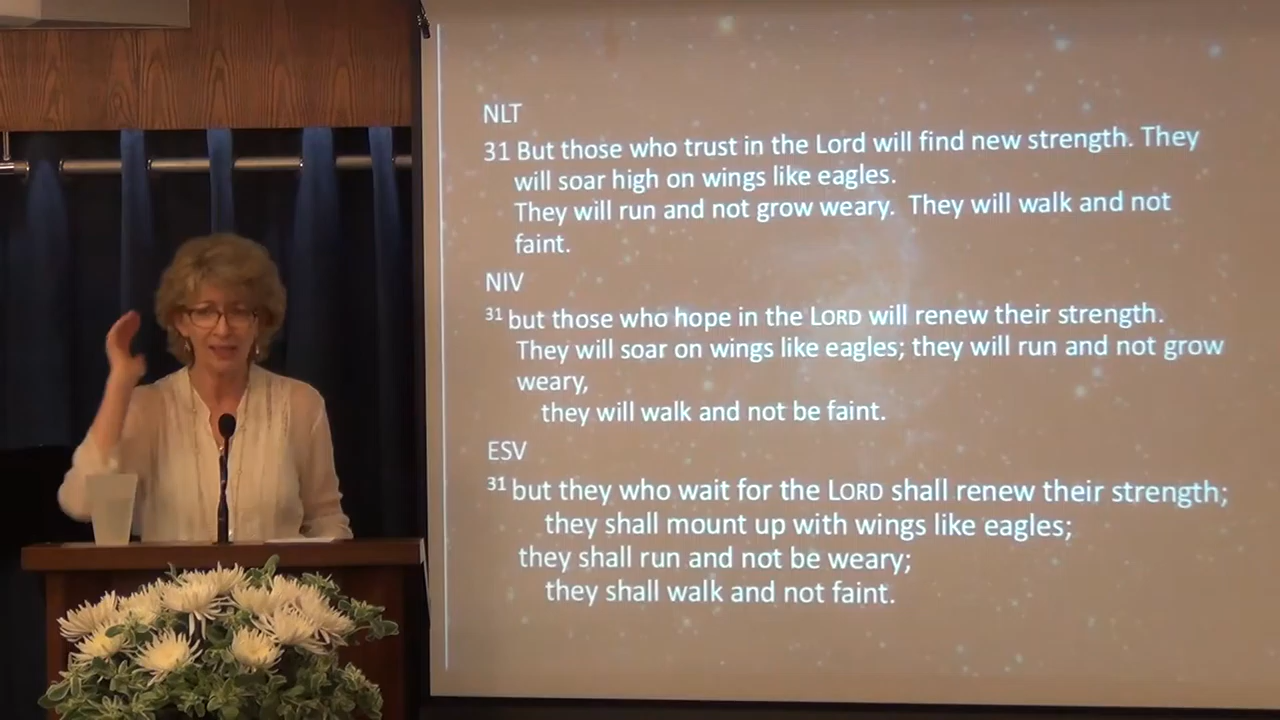 NLT
31 But those who trust in the Lord will find new strength. They
will soar high on wings like eagles.
They will run and not grow weary.  They will walk and not
faint.
NIV
31 but those who hope in the LORD will renew their strength.
They will soar on wings like eagles; they will run and not grow
weary,
they will walk and not be faint.
ESV
31 but they who wait for the LORD shall renew their strength;
they shall mount up with wings like eagles;
they shall run and not be weary;
they shall walk and not faint.